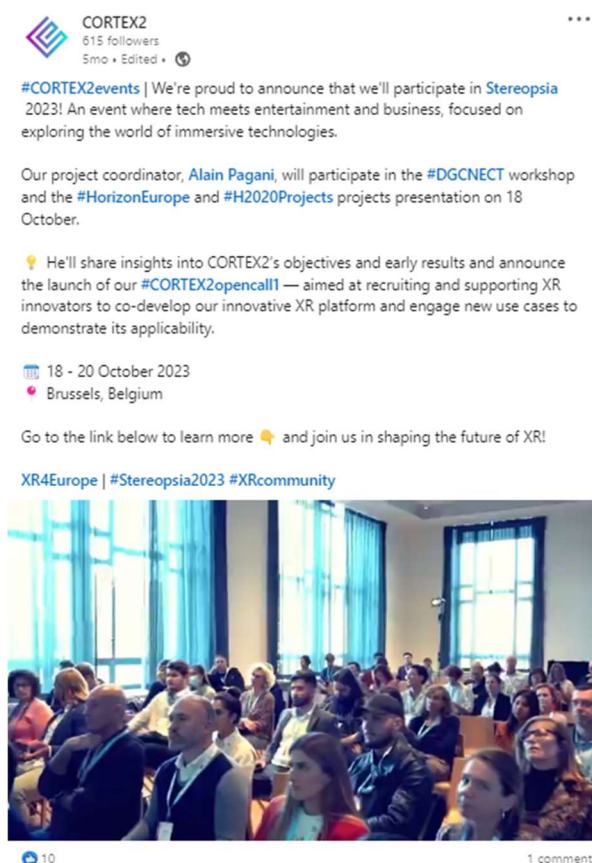 CORTEX2
615 followers
5mo • Edited •
#CORTEX2events | We're proud to announce that we'll participate in Stereopsia
2023! An event where tech meets entertainment and business, focused on
exploring the world of immersive technologies.
Our project coordinator, Alain Pagani, will participate in the #DGCNECT workshop
and the #HorizonEurope and #H2020Projects projects presentation on 18
October.
💡 He'll share insights into CORTEX2's objectives and early results and announce
the launch of our #CORTEX2opencall1 — aimed at recruiting and supporting XR
innovators to co-develop our innovative XR platform and engage new use cases to
demonstrate its applicability.
🗓️ 18 - 20 October 2023
📍 Brussels, Belgium
Go to the link below to learn more 👇 and join us in shaping the future of XR!
XR4Europe | #Stereopsia2023 #XRcommunity
10
1 comment